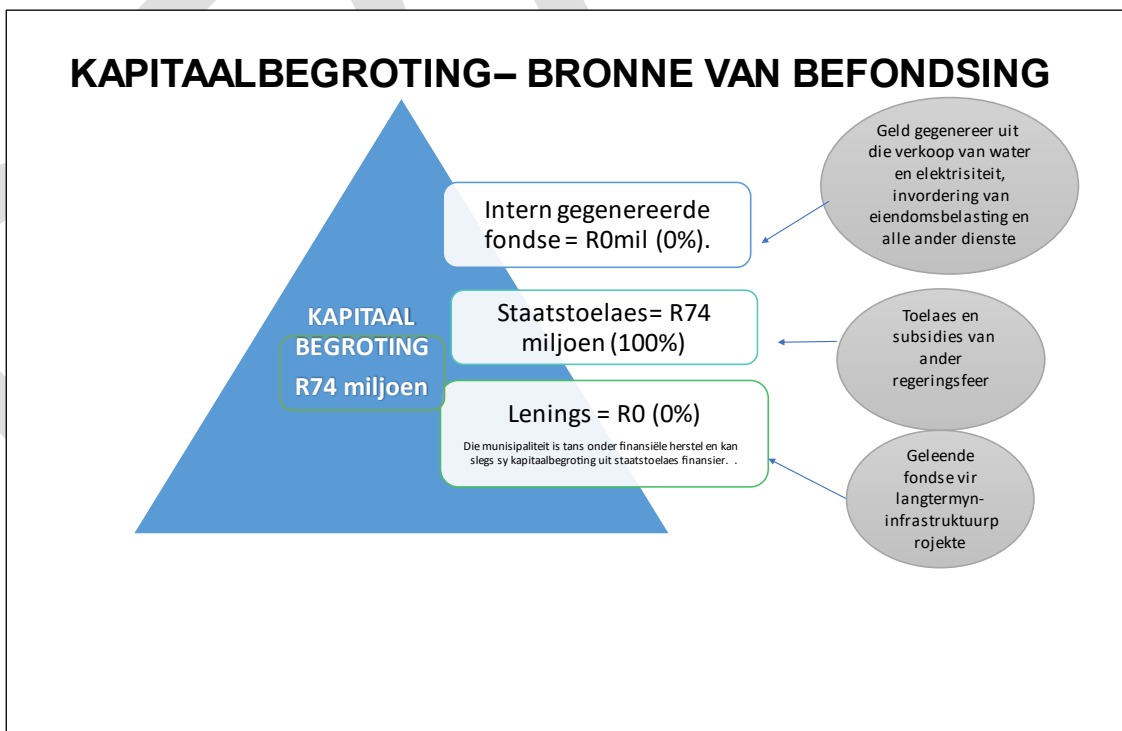 KAPITAALBEGROTING– BRONNE VAN BEFONDSING
Geld gegenereer uit
die verkoop van water
en elektrisiteit,
invordering van
eiendomsbelasting en
alle ander dienste
Intern gegenereerde
fondse = R0mil (0%).
KAPITAAL
BEGROTING
R74 miljoen
Staatstoelaes= R74
miljoen (100%)
Toelaes en
subsidies van
ander
regeringsfeer
Lenings = R0 (0%)
Die munisipaliteit is tans onder finansiële herstel en kan
slegs sy kapitaalbegroting uit staatstoelaes finansier. .
Geleende
fondse vir
langtermyn-
infrastruktuurp
rojekte